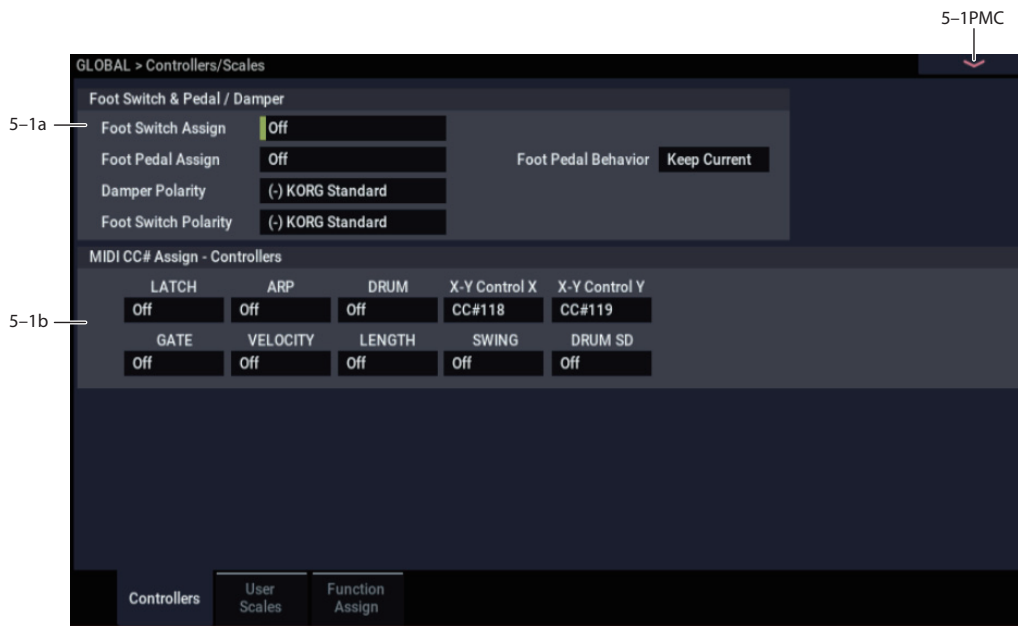 5–1PMC
GLOBAL > Controllers/Scales
Foot Switch & Pedal / Damper
5–1a
Foot Switch Assign Off
Foot Pedal Assign Off Foot Pedal Behavior Keep Current
Damper Polarity (-) KORG Standard
Foot Switch Polarity (-) KORG Standard
MIDI CC# Assign - Controllers
LATCH ARP DRUM X-Y Control X X-Y Control Y
Off Off Off CC#118 CC#119
5–1b
GATE VELOCITY LENGTH SWING DRUM SD
Off Off Off Off Off
Controllers User Scales Function Assign